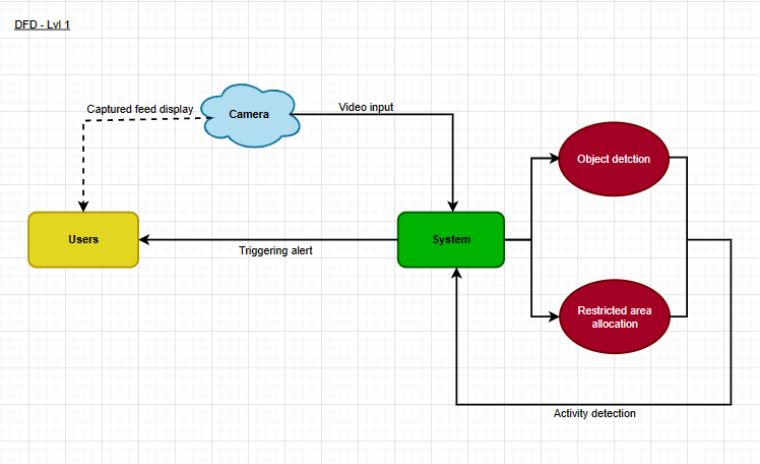 DFD - Lvl 1
Captured feed display
Camera
Video input
Object detction
Users
Triggering alert
System
Restricted area
allocation
Activity detection